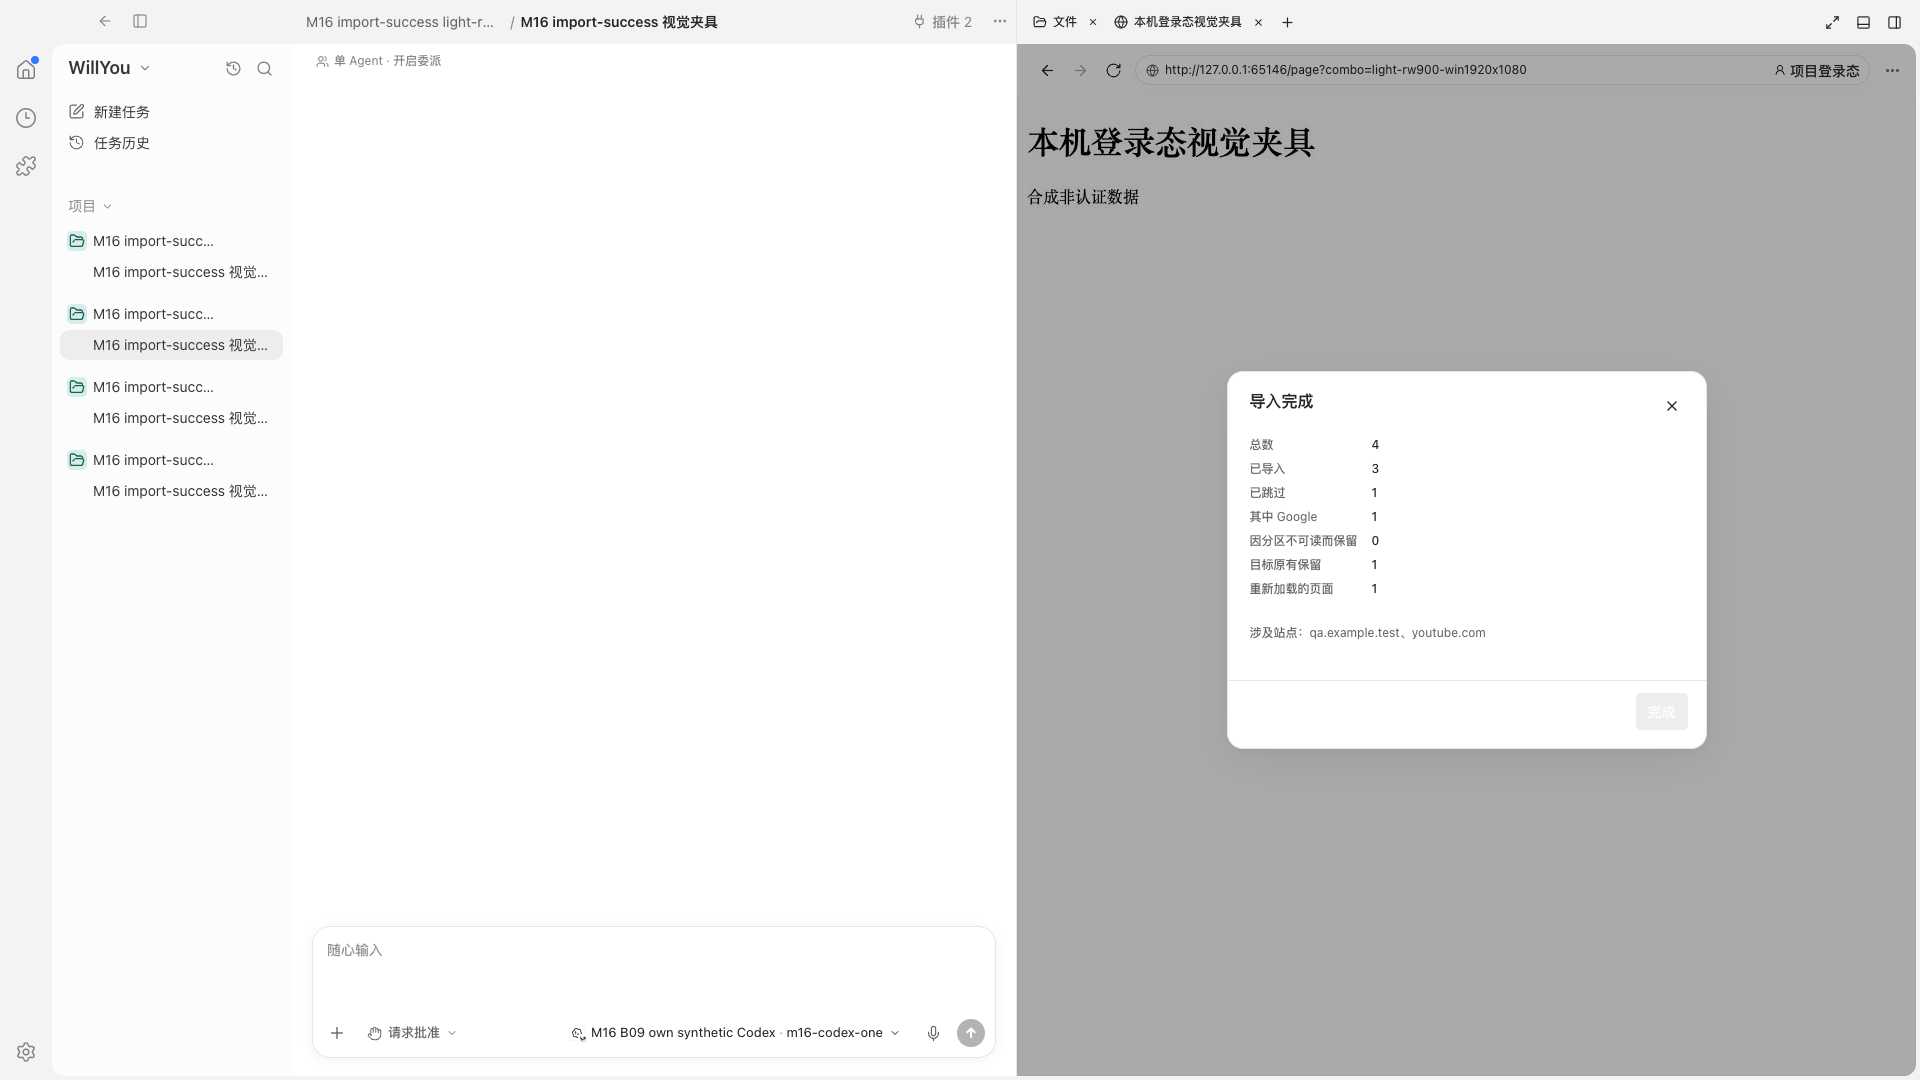 M16 import-success light-r... / M16 import-success 视觉夹具
插件 2
文件
本机登录态视觉夹具
WillYou
新建任务
任务历史
项目
M16 import-succ...
M16 import-success 视觉...
M16 import-succ...
M16 import-success 视觉...
M16 import-succ...
M16 import-success 视觉...
M16 import-succ...
M16 import-success 视觉...
单 Agent · 开启委派
随心输入
请求批准
M16 B09 own synthetic Codex · m16-codex-one
http://127.0.0.1:65146/page?combo=light-rw900-win1920x1080
项目登录态
本机登录态视觉夹具
合成非认证数据
导入完成
总数 4
已导入 3
已跳过 1
其中 Google 1
因分区不可读而保留 0
目标原有保留 1
重新加载的页面 1
涉及站点：qa.example.test、youtube.com
完成